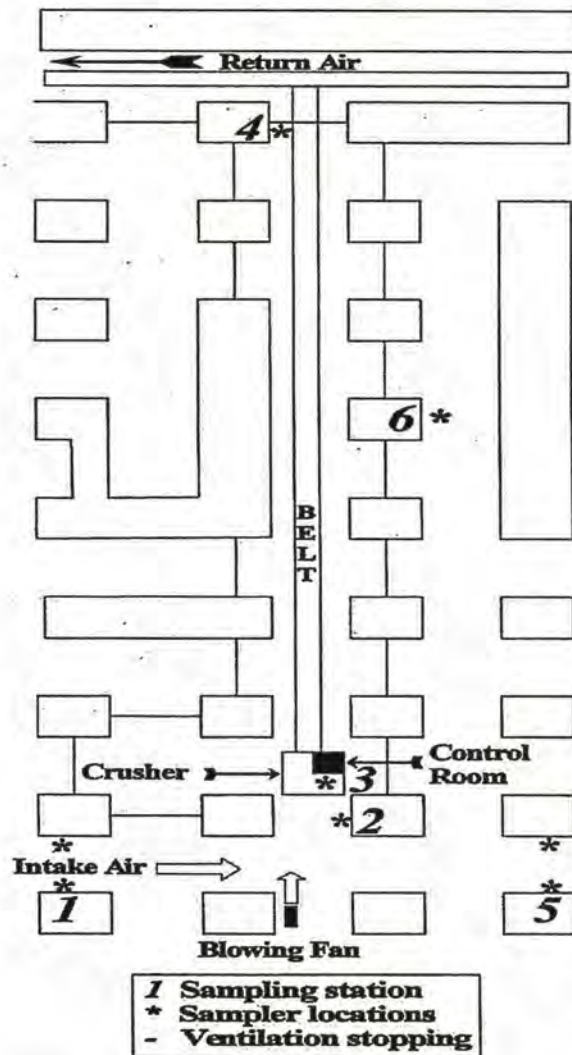 Return Air
4 *
6 *
BELT
Crusher
Control
Room
* 3
* 2
*
*
Intake Air
*
*
1
5
Blowing Fan
1 Sampling station
* Sampler locations
- Ventilation stopping